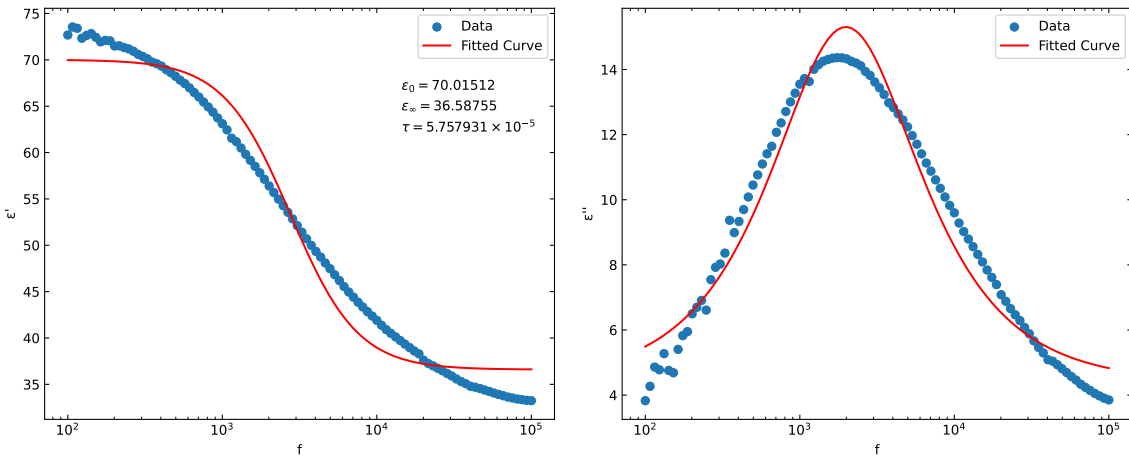 75
70
65
60
55
50
45
40
35
ε'
10²
10³
10⁴
10⁵
f
Data
Fitted Curve
ε₀ = 70.01512
ε∞ = 36.58755
τ = 5.757931 × 10⁻⁵
14
12
10
8
6
4
ε''
10²
10³
10⁴
10⁵
f
Data
Fitted Curve